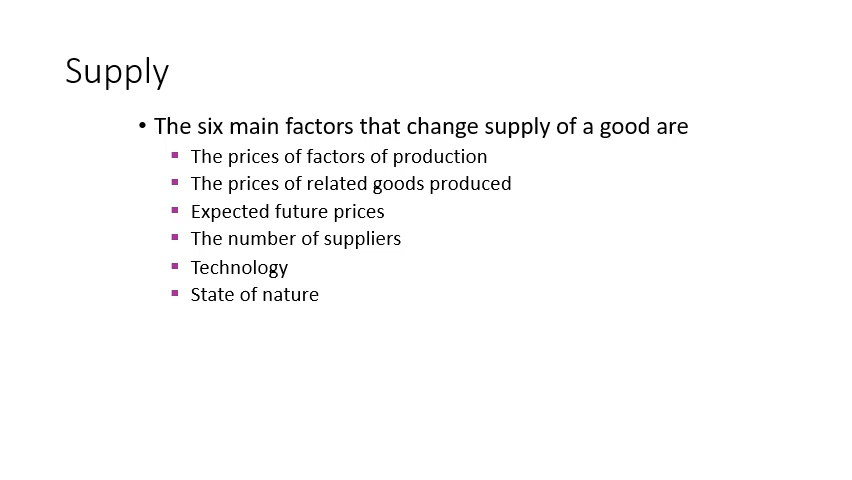 Supply
• The six main factors that change supply of a good are
▪ The prices of factors of production
▪ The prices of related goods produced
▪ Expected future prices
▪ The number of suppliers
▪ Technology
▪ State of nature